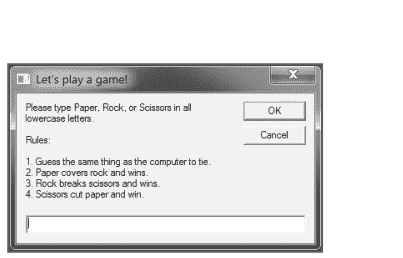 Let's play a game!
Please type Paper, Rock, or Scissors in all
lowercase letters.
OK
Cancel
Rules:
1. Guess the same thing as the computer to tie.
2. Paper covers rock and wins.
3. Rock breaks scissors and wins.
4. Scissors cut paper and win.